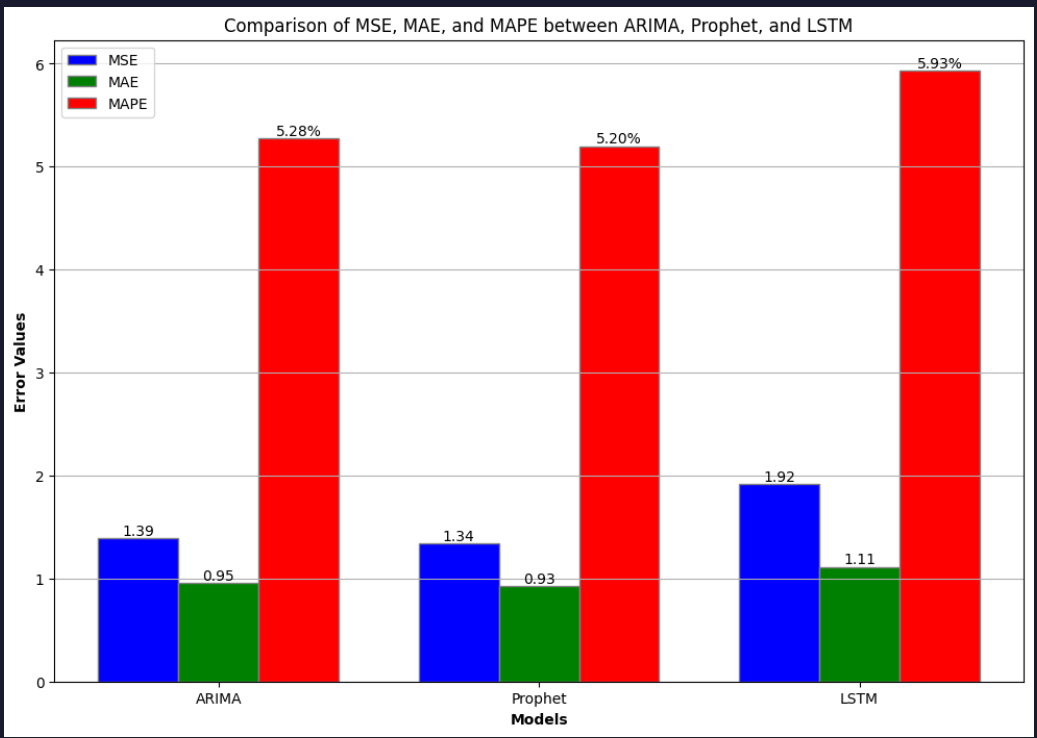 Comparison of MSE, MAE, and MAPE between ARIMA, Prophet, and LSTM
MSE
MAE
MAPE
6
5
4
3
2
1
0
Error Values
1.39
0.95
5.28%
1.34
0.93
5.20%
1.92
1.11
5.93%
ARIMA
Prophet
LSTM
Models